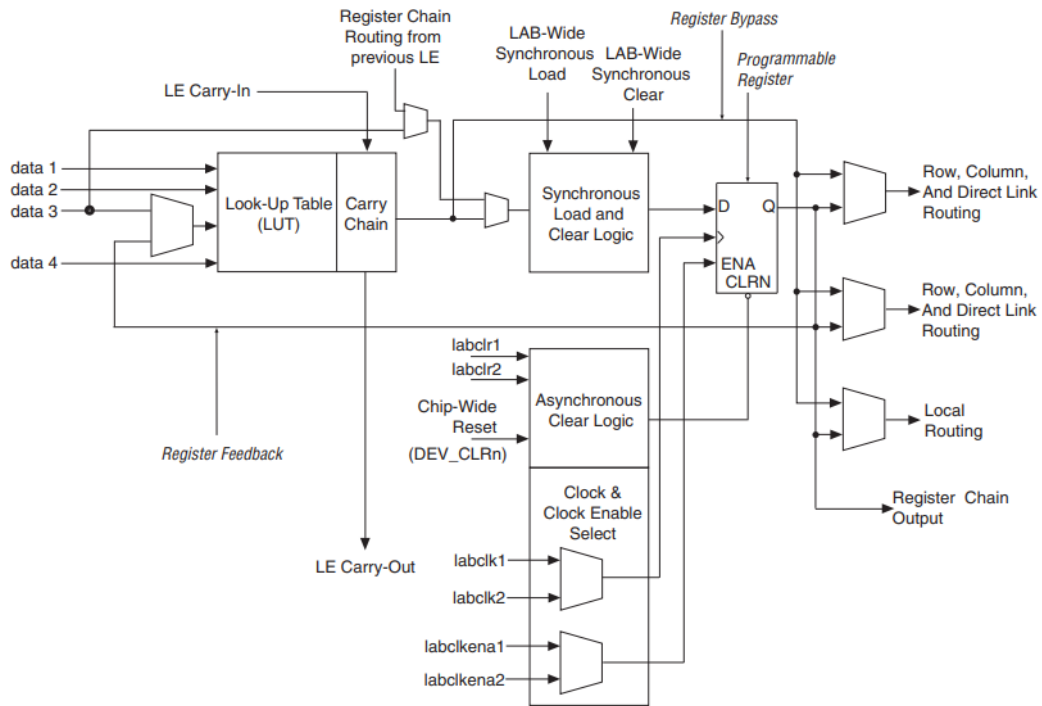 Register Chain
Routing from
previous LE
LAB-Wide
Synchronous
Load
LAB-Wide
Synchronous
Clear
Register Bypass
Programmable
Register
LE Carry-In
data 1
data 2
data 3
data 4
Look-Up Table
(LUT)
Carry
Chain
Synchronous
Load and
Clear Logic
D
Q
ENA
CLRN
Row, Column,
And Direct Link
Routing
Row, Column,
And Direct Link
Routing
Local
Routing
Register Chain
Output
labclr1
labclr2
Chip-Wide
Reset
(DEV_CLRn)
Asynchronous
Clear Logic
Register Feedback
Clock &
Clock Enable
Select
LE Carry-Out
labclk1
labclk2
labclkena1
labclkena2